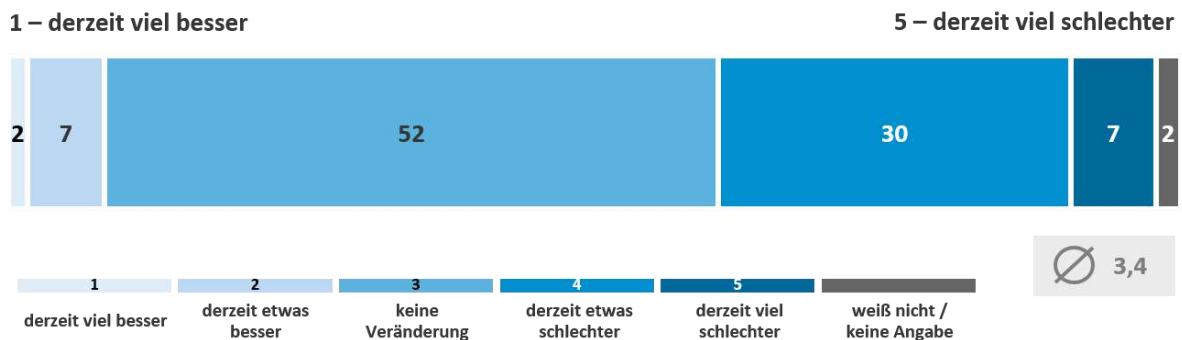 1 – derzeit viel besser
5 – derzeit viel schlechter
2
7
52
30
7
2
Ø 3,4
1
2
3
4
5
derzeit viel besser
derzeit etwas
besser
keine
Veränderung
derzeit etwas
schlechter
derzeit viel
schlechter
weiß nicht /
keine Angabe